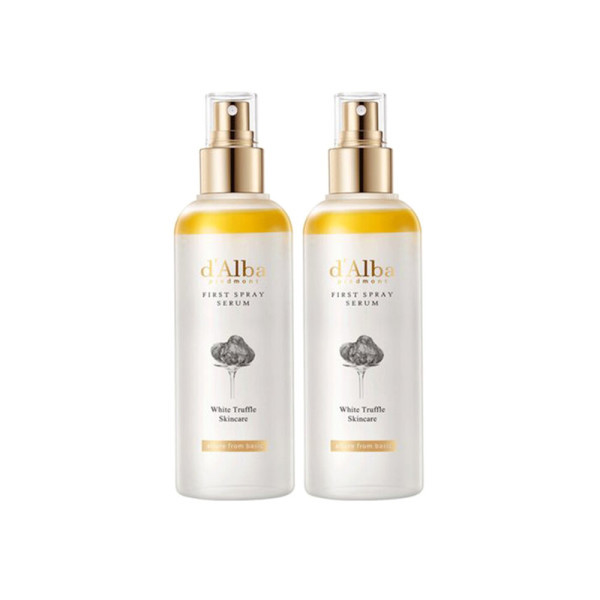 d'Alba
piedmont
FIRST SPRAY
SERUM
White Truffle
Skincare
d'Alba
piedmont
FIRST SPRAY
SERUM
White Truffle
Skincare